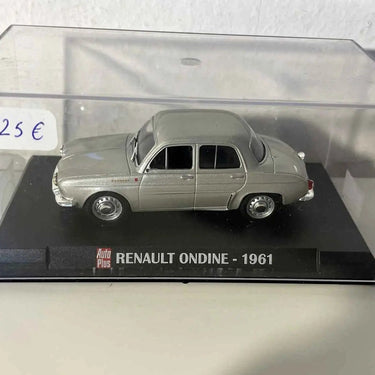 25 €
Auto
Plus
RENAULT ONDINE - 1961